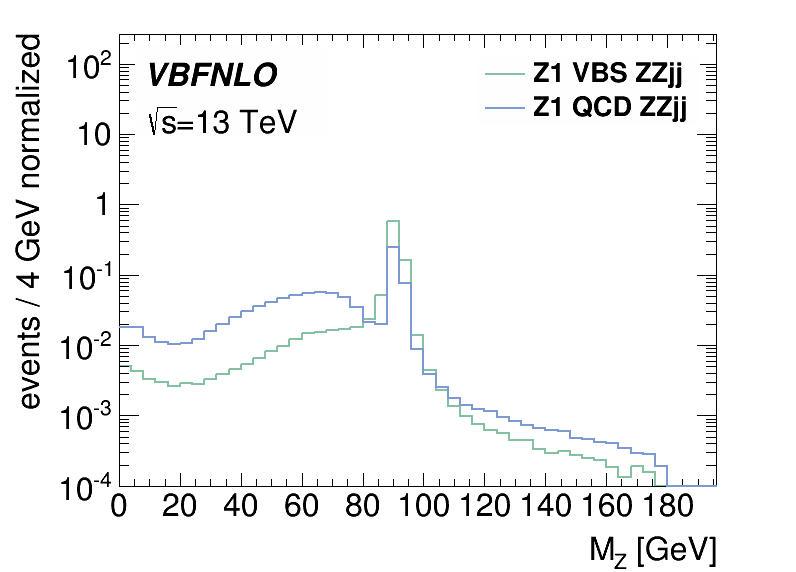 events / 4 GeV normalized
VBFNLO
√s=13 TeV
Z1 VBS ZZjj
Z1 QCD ZZjj
10²
10
1
10⁻¹
10⁻²
10⁻³
10⁻⁴
0 20 40 60 80 100 120 140 160 180
M_Z [GeV]